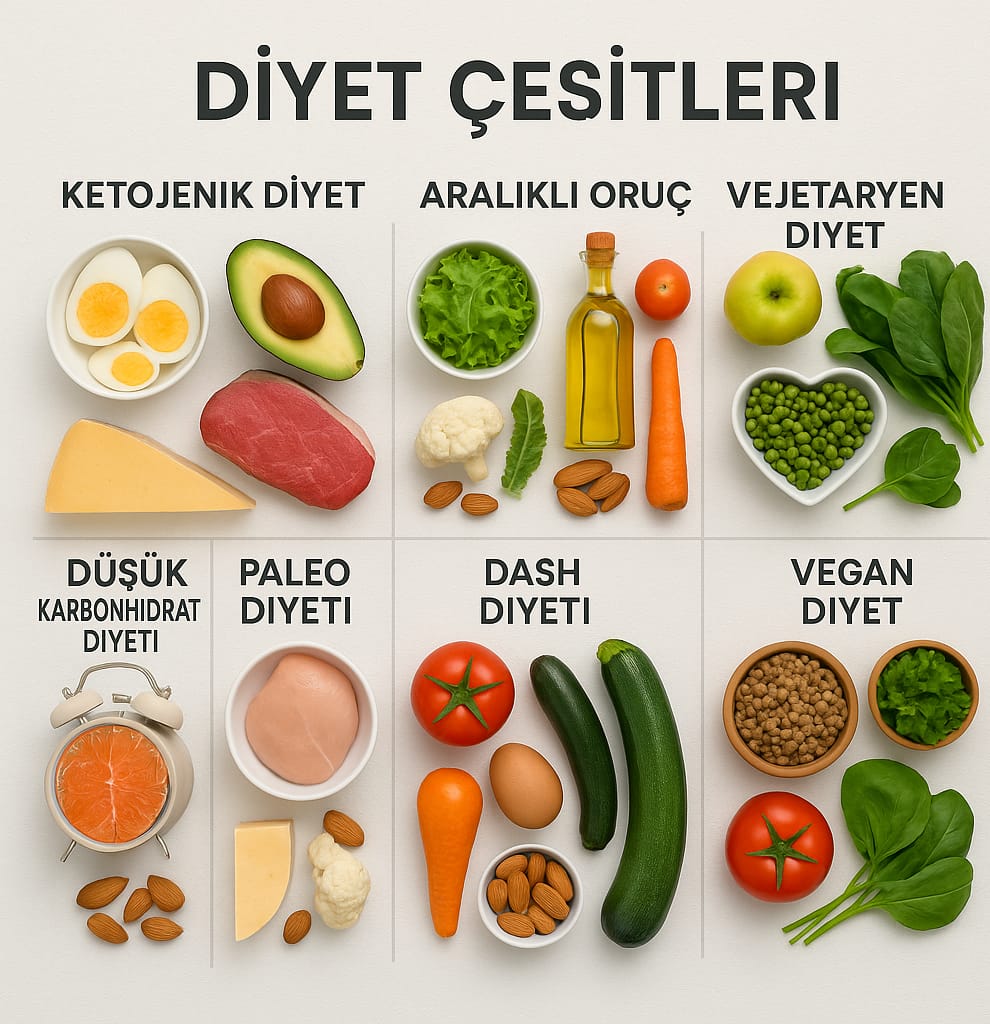 DİYET ÇEŞİTLERI
KETOJENIK DİYET
ARALIKLI ORUÇ
VEJETARYEN
DIYET
DÜŞÜK
KARBONHIDRAT
DIYETI
PALEO
DIYETI
DASH
DIYETI
VEGAN
DIYET